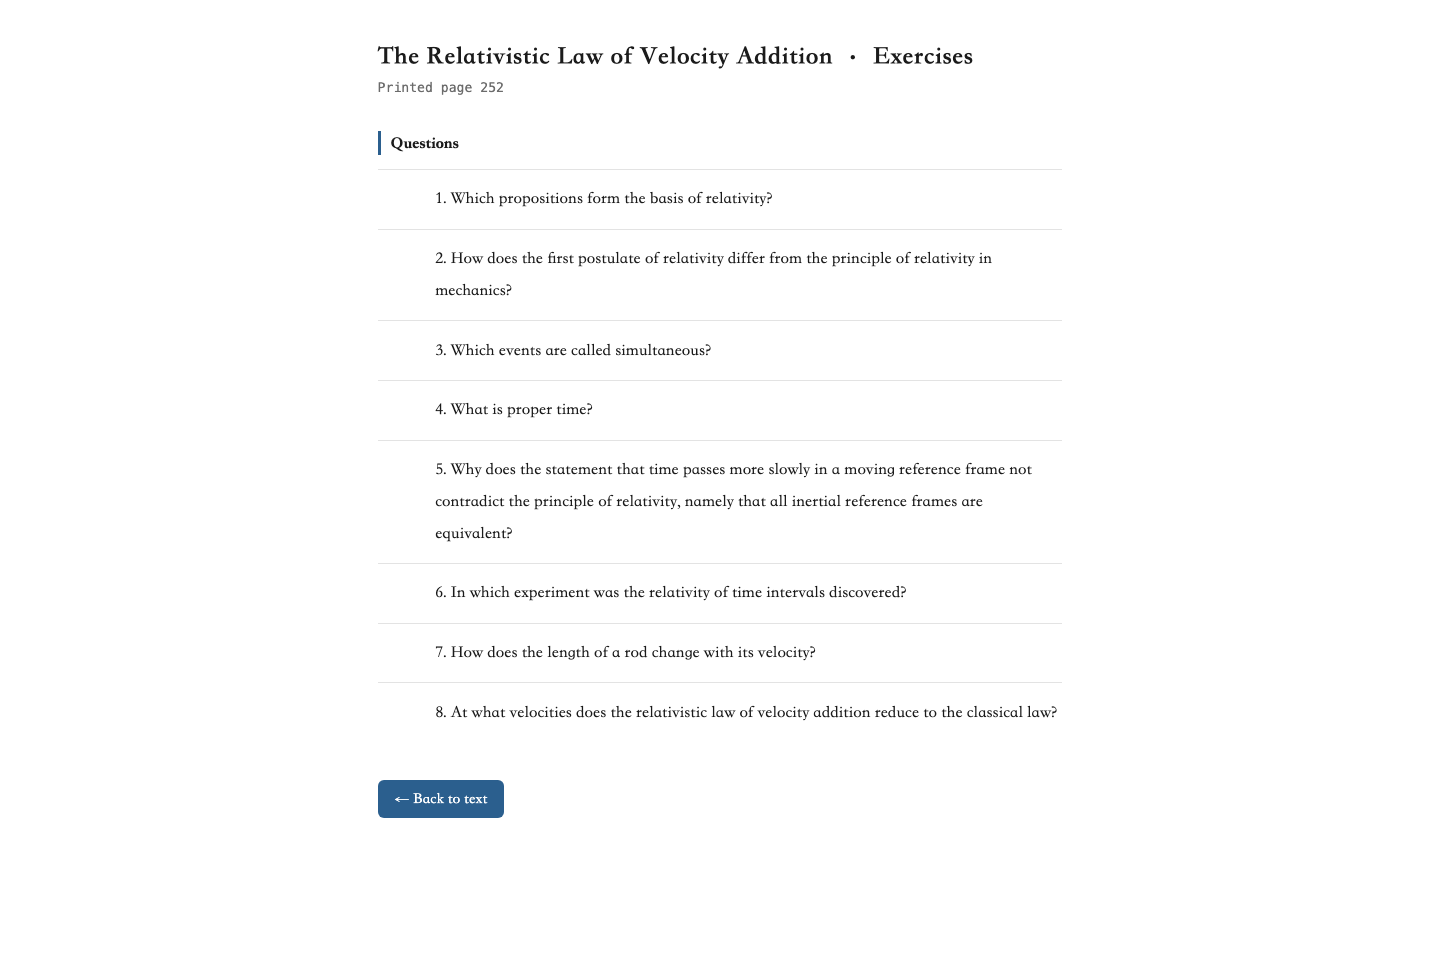 The Relativistic Law of Velocity Addition · Exercises
Printed page 252
Questions
1. Which propositions form the basis of relativity?
2. How does the first postulate of relativity differ from the principle of relativity in
mechanics?
3. Which events are called simultaneous?
4. What is proper time?
5. Why does the statement that time passes more slowly in a moving reference frame not
contradict the principle of relativity, namely that all inertial reference frames are
equivalent?
6. In which experiment was the relativity of time intervals discovered?
7. How does the length of a rod change with its velocity?
8. At what velocities does the relativistic law of velocity addition reduce to the classical law?
← Back to text